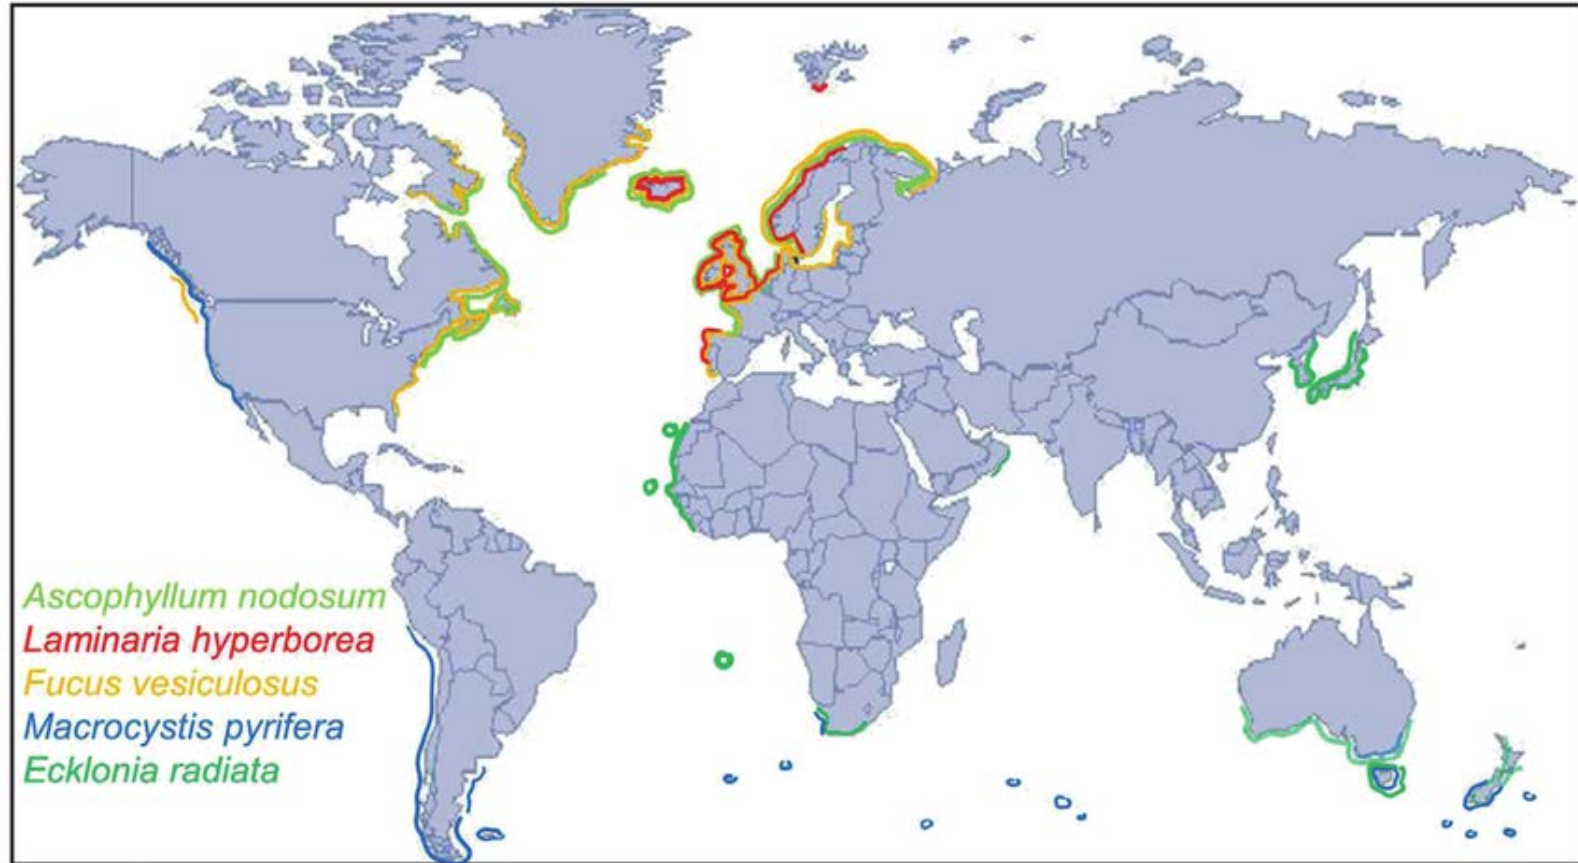 Ascophyllum nodosum
Laminaria hyperborea
Fucus vesiculosus
Macrocystis pyrifera
Ecklonia radiata